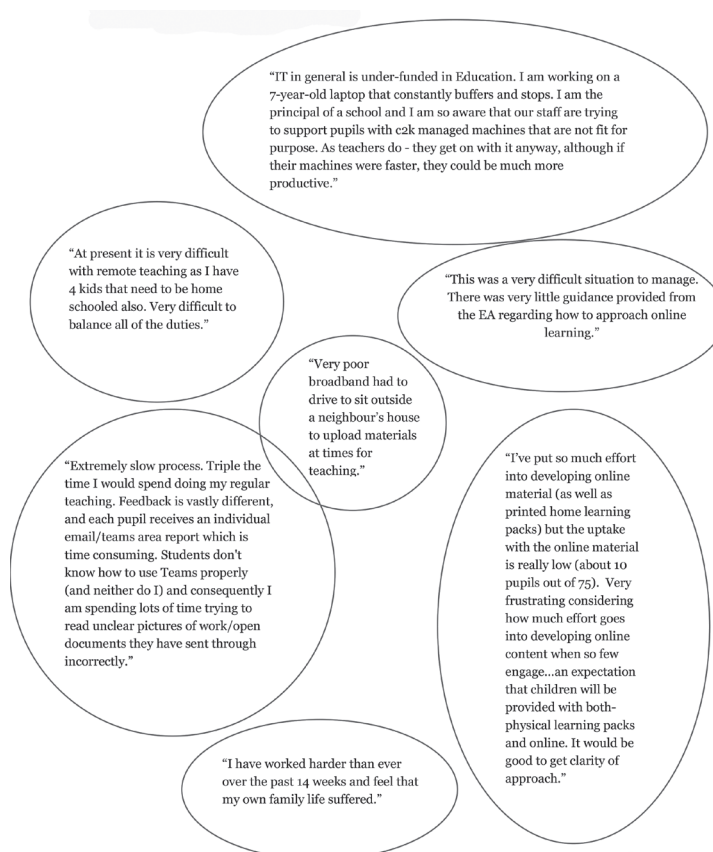 “IT in general is under-funded in Education. I am working on a
7-year-old laptop that constantly buffers and stops. I am the
principal of a school and I am so aware that our staff are trying
to support pupils with c2k managed machines that are not fit for
purpose. As teachers do - they get on with it anyway, although if
their machines were faster, they could be much more
productive.”
“At present it is very difficult
with remote teaching as I have
4 kids that need to be home
schooled also. Very difficult to
balance all of the duties.”
“This was a very difficult situation to manage.
There was very little guidance provided from
the EA regarding how to approach online
learning.”
“Very poor
broadband had to
drive to sit outside
a neighbour’s house
to upload materials
at times for
teaching.”
“Extremely slow process. Triple the
time I would spend doing my regular
teaching. Feedback is vastly different,
and each pupil receives an individual
email/teams area report which is
time consuming. Students don't
know how to use Teams properly
(and neither do I) and consequently I
am spending lots of time trying to
read unclear pictures of work/open
documents they have sent through
incorrectly.”
“I’ve put so much effort
into developing online
material (as well as
printed home learning
packs) but the uptake
with the online material
is really low (about 10
pupils out of 75).  Very
frustrating considering
how much effort goes
into developing online
content when so few
engage...an expectation
that children will be
provided with both-
physical learning packs
and online. It would be
good to get clarity of
approach.”
“I have worked harder than ever
over the past 14 weeks and feel that
my own family life suffered.”